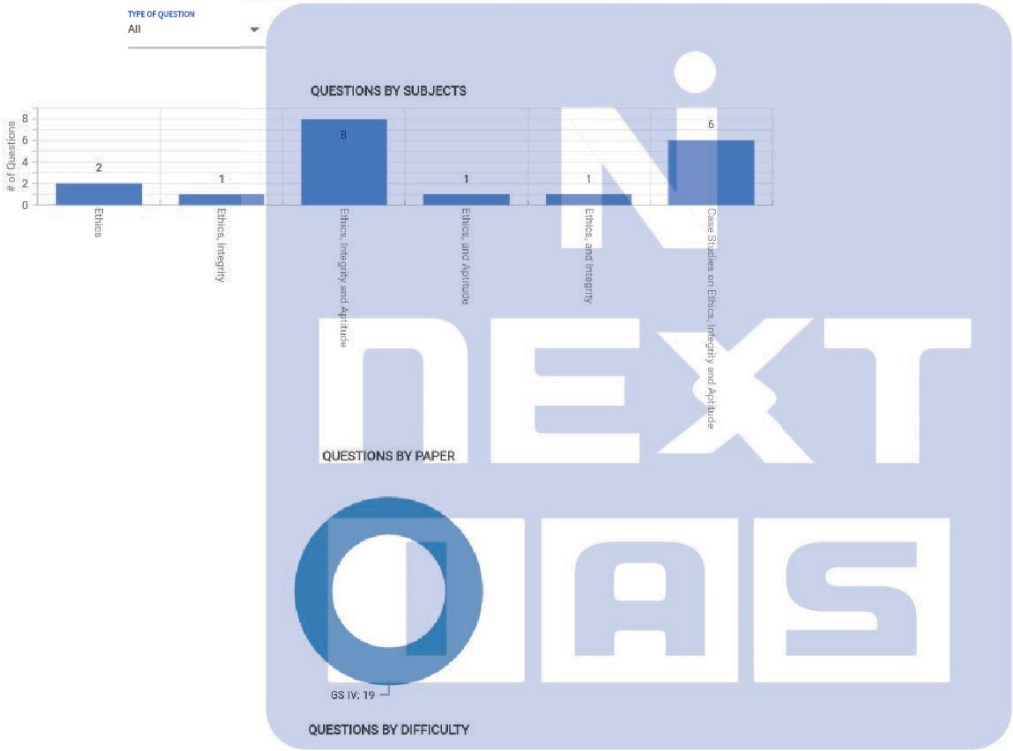 TYPE OF QUESTION
All
QUESTIONS BY SUBJECTS
# of Questions
8
6
4
2
0
2
1
8
1
1
6
Ethics
Ethics, Integrity
Ethics, Integrity and Aptitude
Ethics, and Aptitude
Ethics, and Integrity
Case Studies on Ethics, Integrity and Aptitude
NEXT
IAS
QUESTIONS BY PAPER
GS IV: 19
QUESTIONS BY DIFFICULTY